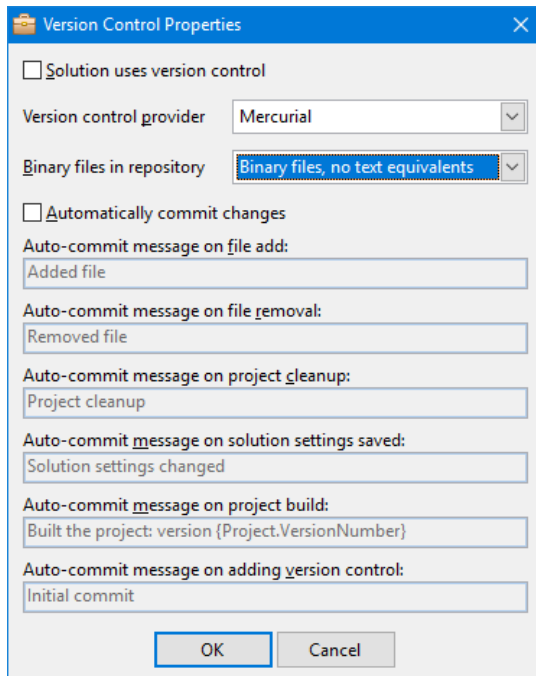 Version Control Properties
Solution uses version control
Version control provider Mercurial
Binary files in repository Binary files, no text equivalents
Automatically commit changes
Auto-commit message on file add:
Added file
Auto-commit message on file removal:
Removed file
Auto-commit message on project cleanup:
Project cleanup
Auto-commit message on solution settings saved:
Solution settings changed
Auto-commit message on project build:
Built the project: version {Project.VersionNumber}
Auto-commit message on adding version control:
Initial commit
OK Cancel